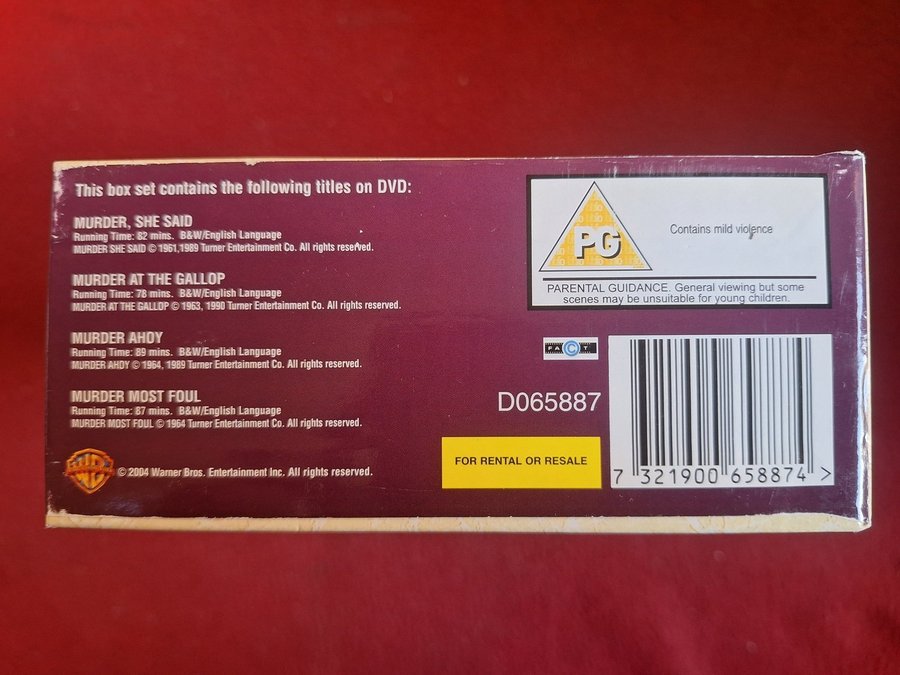 This box set contains the following titles on DVD:
MURDER, SHE SAID
Running Time: 82 mins. B&W/English Language
MURDER SHE SAID © 1961,1989 Turner Entertainment Co. All rights reserved.
MURDER AT THE GALLOP
Running Time: 78 mins. B&W/English Language
MURDER AT THE GALLOP © 1963, 1990 Turner Entertainment Co. All rights reserved.
MURDER AHOY
Running Time: 89 mins. B&W/English Language
MURDER AHOY © 1964, 1989 Turner Entertainment Co. All rights reserved.
MURDER MOST FOUL
Running Time: 87 mins. B&W/English Language
MURDER MOST FOUL © 1964 Turner Entertainment Co. All rights reserved.
WB
© 2004 Warner Bros. Entertainment Inc. All rights reserved.
PG
Contains mild violence
PARENTAL GUIDANCE. General viewing but some
scenes may be unsuitable for young children.
FACT
D065887
FOR RENTAL OR RESALE
7 321900 658874 >